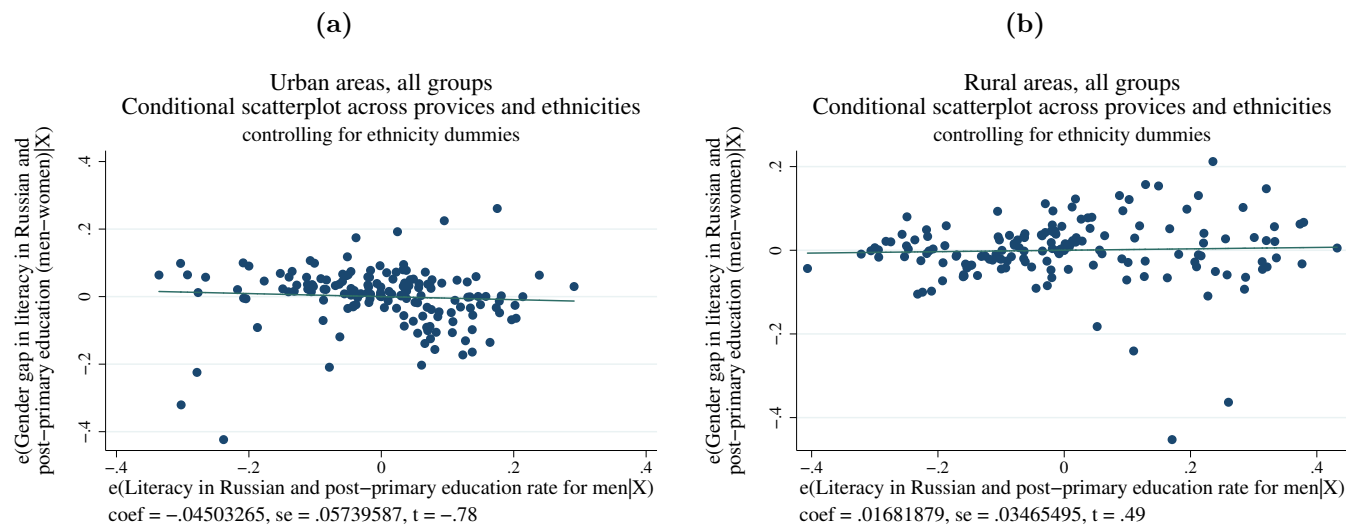 (a)
Urban areas, all groups
Conditional scatterplot across provices and ethnicities
controlling for ethnicity dummies
e(Gender gap in literacy in Russian and
post−primary education (men−women)|X)
.4
.2
0
−.2
−.4
−.4 −.2 0 .2 .4
e(Literacy in Russian and post−primary education rate for men|X)
coef = −.04503265, se = .05739587, t = −.78
(b)
Rural areas, all groups
Conditional scatterplot across provices and ethnicities
controlling for ethnicity dummies
e(Gender gap in literacy in Russian and
post−primary education (men−women)|X)
.2
0
−.2
−.4
−.4 −.2 0 .2 .4
e(Literacy in Russian and post−primary education rate for men|X)
coef = .01681879, se = .03465495, t = .49